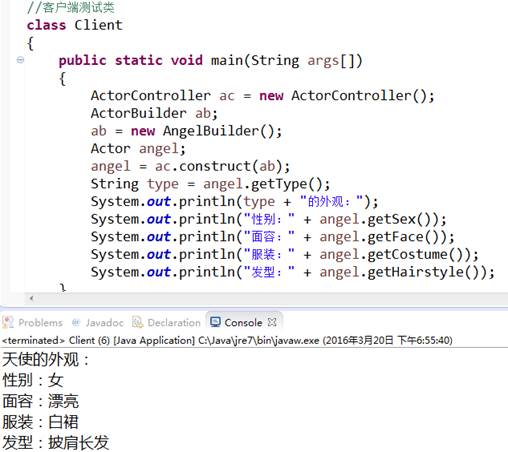 //客户端测试类
class Client
{
public static void main(String args[])
{
ActorController ac = new ActorController();
ActorBuilder ab;
ab = new AngelBuilder();
Actor angel;
angel = ac.construct(ab);
String type = angel.getType();
System.out.println(type + "的外观：");
System.out.println("性别：" + angel.getSex());
System.out.println("面容：" + angel.getFace());
System.out.println("服装：" + angel.getCostume());
System.out.println("发型：" + angel.getHairstyle());
}
Problems Javadoc Declaration Console
<terminated> Client (6) [Java Application] C:\Java\jre7\bin\javaw.exe (2016年3月20日 下午6:55:40)
天使的外观：
性别：女
面容：漂亮
服装：白裙
发型：披肩长发